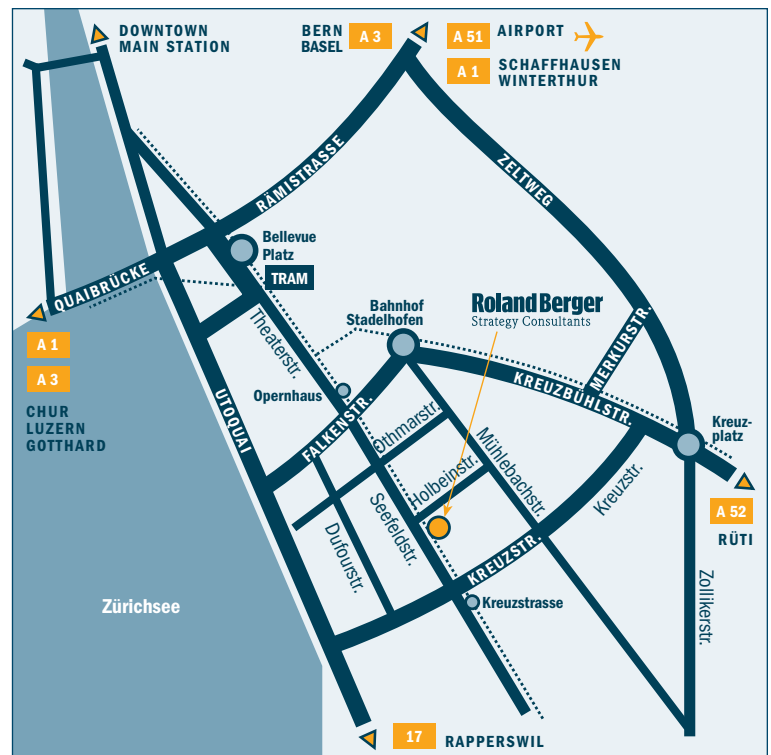 DOWNTOWN
MAIN STATION
BERN
BASEL
A 3
A 51
AIRPORT
A 1
SCHAFFHAUSEN
WINTERTHUR
RÄMISTRASSE
ZELTWEG
Bellevue
Platz
TRAM
QUAIBRÜCKE
A 1
A 3
CHUR
LUZERN
GOTTHARD
Theaterstr.
Bahnhof
Stadelhofen
Roland Berger
Strategy Consultants
MERKURSTR.
KREUZBÜHLSTR.
Opernhaus
UTOQUAI
FALKENSTR.
Othmarstr.
Mühlebachstr.
Holbeinstr.
Kreuz-
platz
Kreuzstr.
A 52
RÜTI
Seefeldstr.
Dufourstr.
KREUZSTR.
Zollikerstr.
Zürichsee
Kreuzstrasse
17
RAPPERSWIL